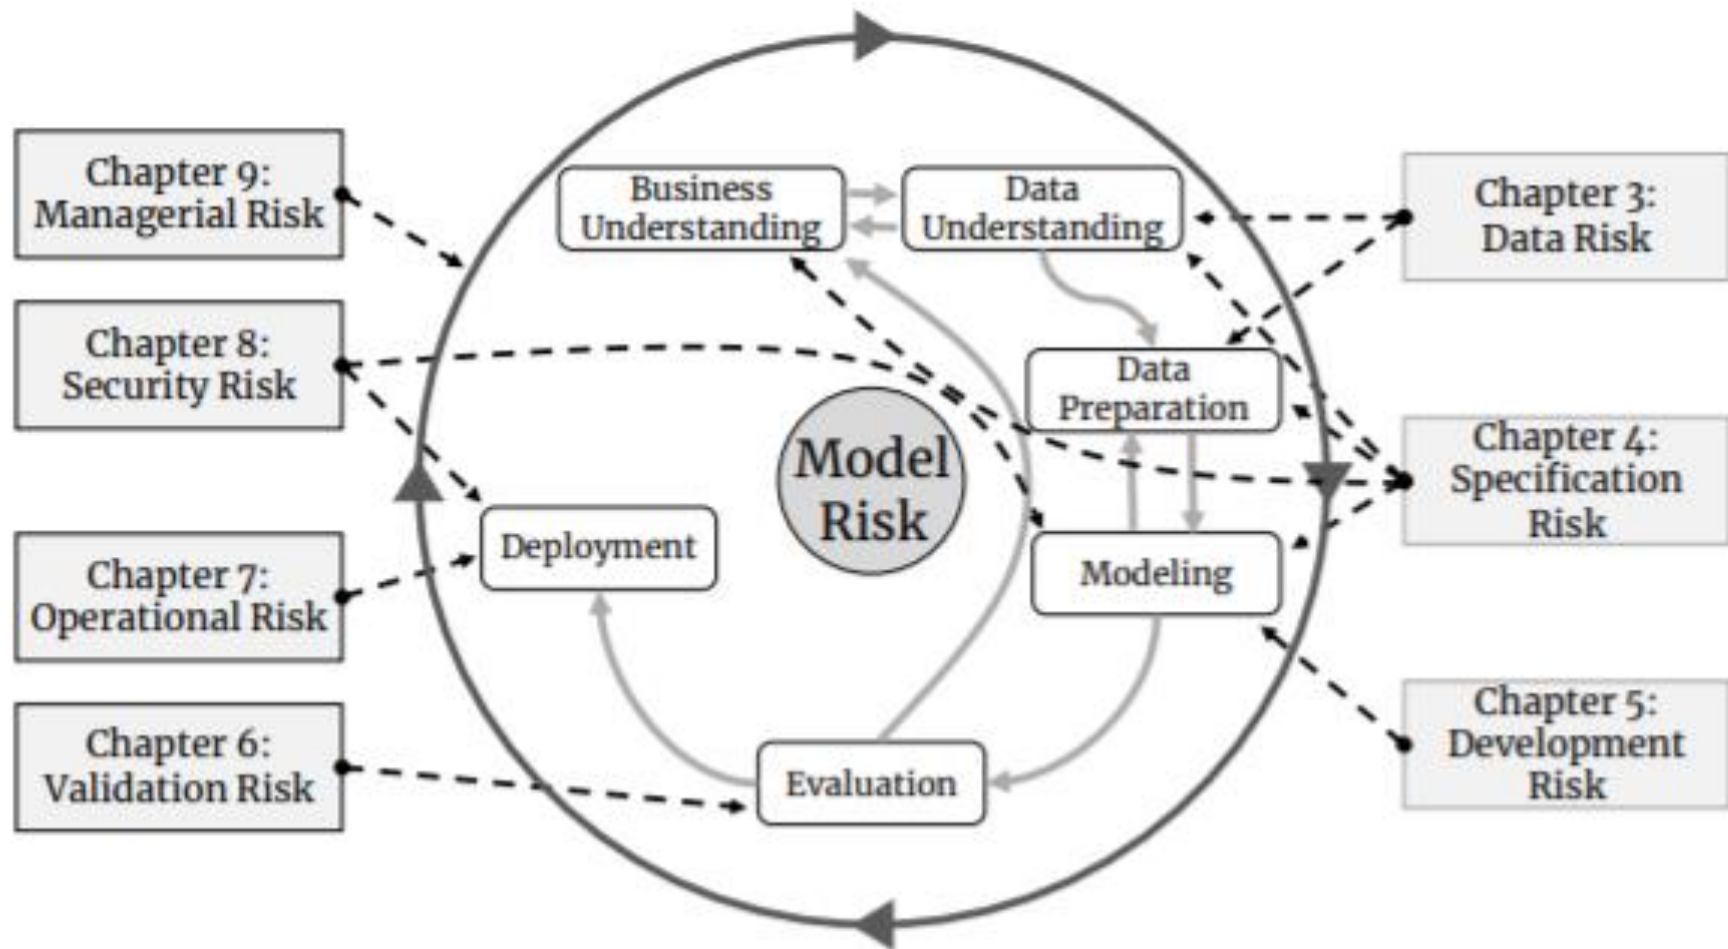 Chapter 9:
Managerial Risk
Chapter 8:
Security Risk
Chapter 7:
Operational Risk
Chapter 6:
Validation Risk
Business
Understanding
Data
Understanding
Data
Preparation
Model
Risk
Deployment
Modeling
Evaluation
Chapter 3:
Data Risk
Chapter 4:
Specification
Risk
Chapter 5:
Development
Risk